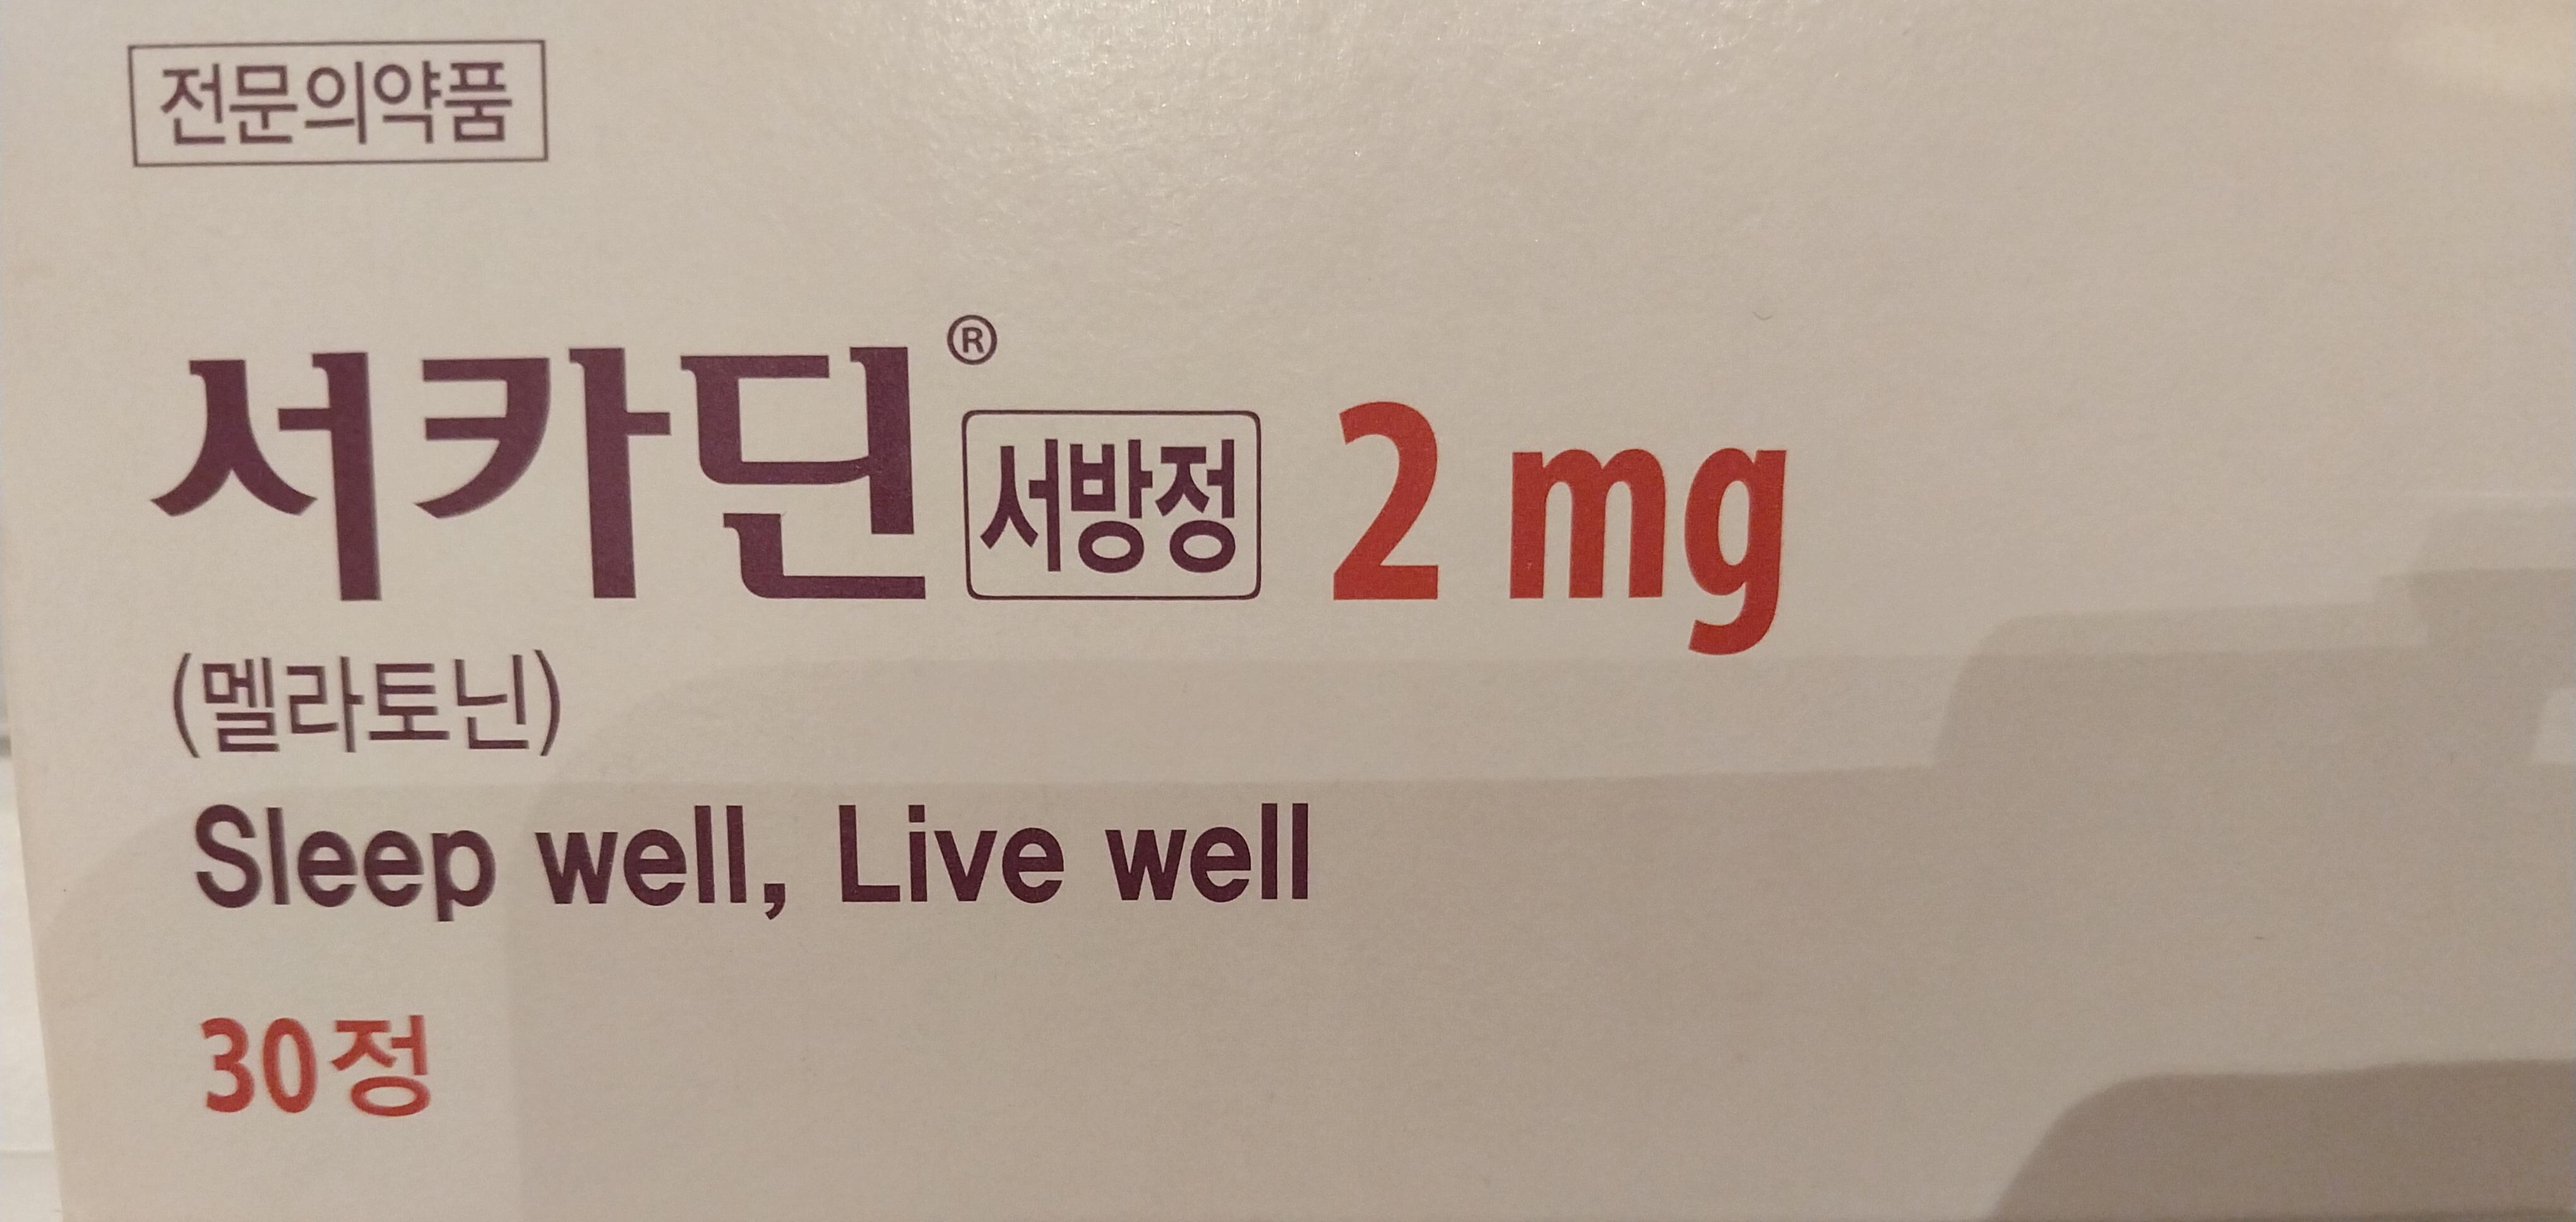 전문의약품
서카딘® 서방정 2 mg
(멜라토닌)
Sleep well, Live well
30정